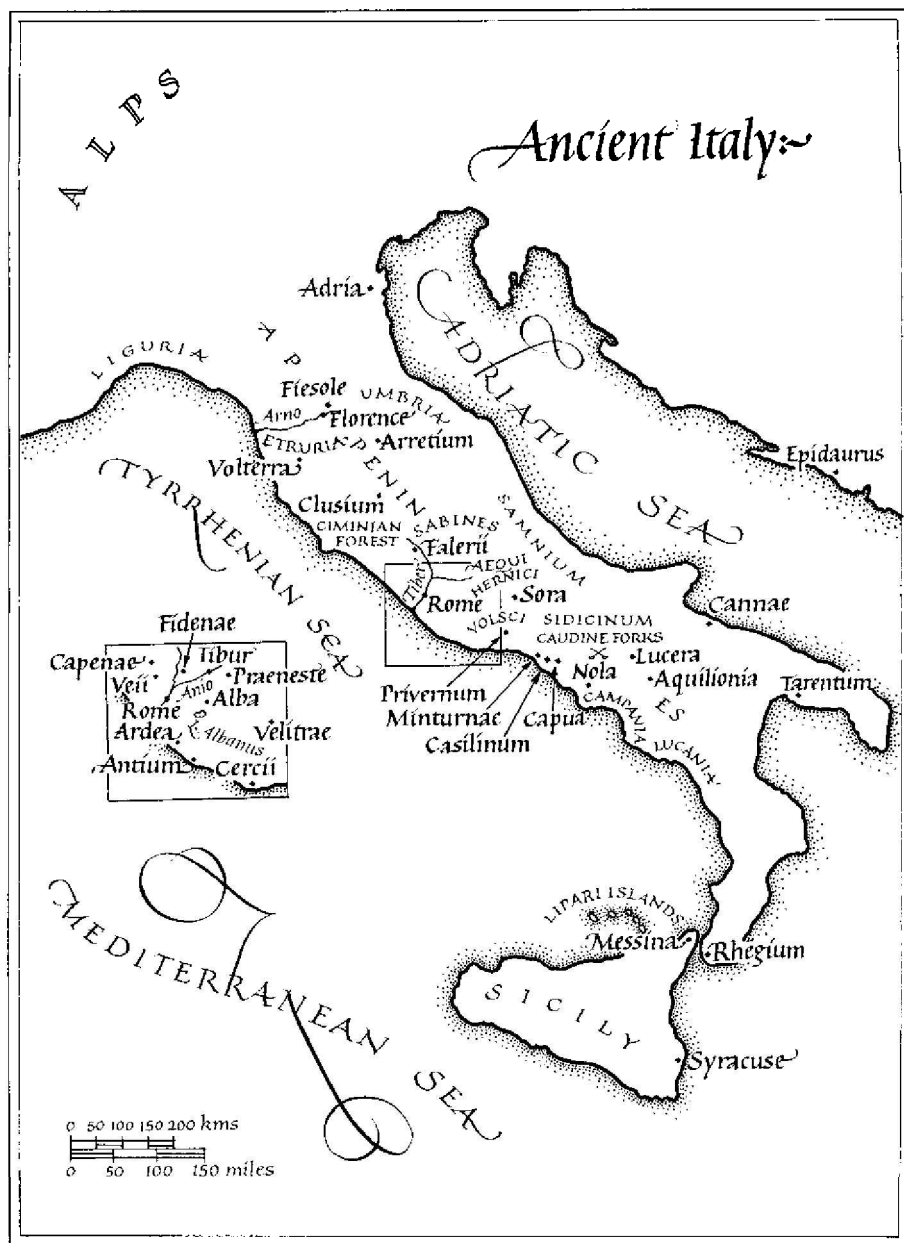 Ancient Italy
ALPS
Adria
ADRIATIC SEA
LIGURIA
APENNINES
Fiesole
UMBRIA
Arno
Florence
ETRURIA
Arretium
Volterra
Epidaurus
TYRRHENIAN SEA
Clusium
CIMINIAN
FOREST
SABINES
SAMNIUM
Falerii
AEQUI
HERNICI
Tiber
Rome
Sora
VOLSCI
SIDICINUM
CAUDINE FORKS
Cannae
Lucera
Nola
Aquilionia
Tarentum
Privernum
Minturnae
Casilinum
Capua
CAMPANIA
LUCANIA
Fidenae
Tibur
Capenae
Veii
Anio
Praeneste
Rome
Alba
Ardea
Albanus
Velitrae
Antium
Cercii
LIPARI ISLANDS
Messina
Rhegium
SICILY
Syracuse
MEDITERRANEAN SEA
0 50 100 150 200 kms
0 50 100 150 miles